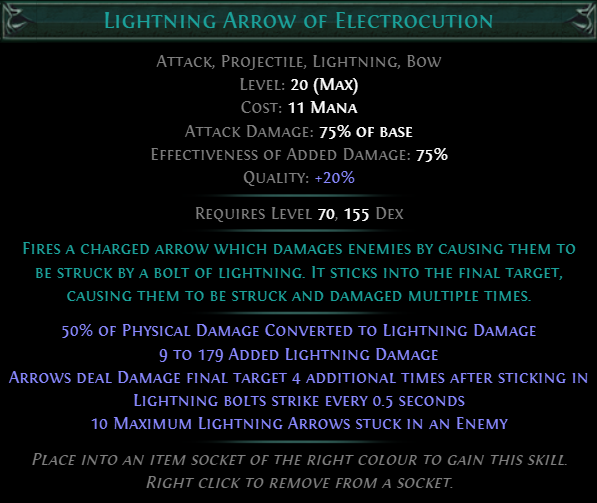 Lightning Arrow of Electrocution
Attack, Projectile, Lightning, Bow
Level: 20 (Max)
Cost: 11 Mana
Attack Damage: 75% of base
Effectiveness of Added Damage: 75%
Quality: +20%
Requires Level 70, 155 Dex
Fires a charged arrow which damages enemies by causing them to
be struck by a bolt of lightning. It sticks into the final target,
causing them to be struck and damaged multiple times.
50% of Physical Damage Converted to Lightning Damage
9 to 179 Added Lightning Damage
Arrows deal Damage final target 4 additional times after sticking in
Lightning bolts strike every 0.5 seconds
10 Maximum Lightning Arrows stuck in an Enemy
Place into an item socket of the right colour to gain this skill.
Right click to remove from a socket.